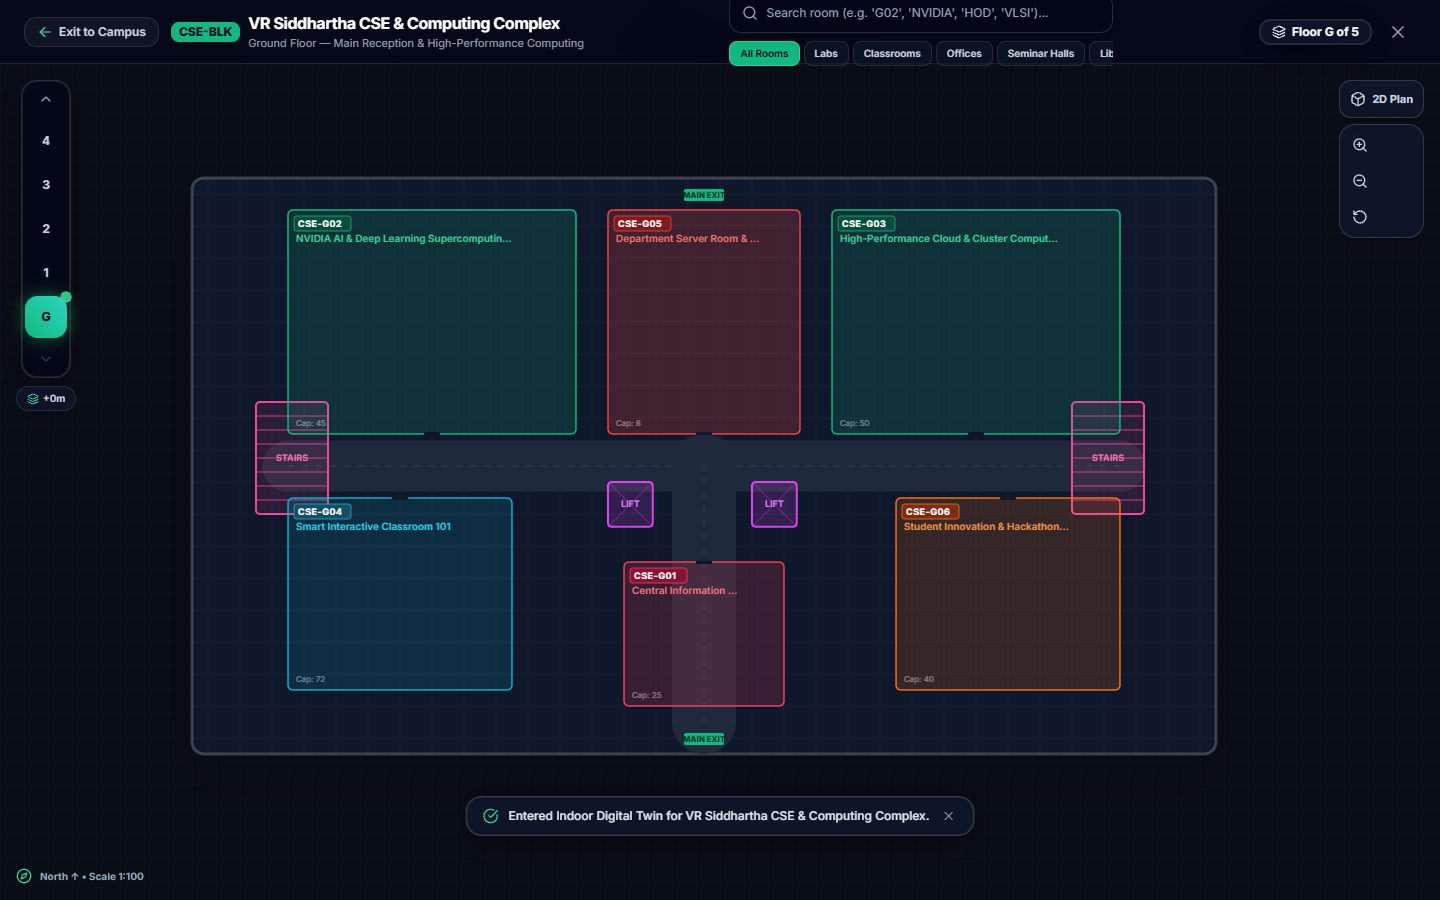 Exit to Campus
CSE-BLK
VR Siddhartha CSE & Computing Complex
Ground Floor — Main Reception & High-Performance Computing
Search room (e.g. 'G02', 'NVIDIA', 'HOD', 'VLSI')...
All Rooms
Labs
Classrooms
Offices
Seminar Halls
Lib
Floor G of 5
4
3
2
1
G
+0m
2D Plan
MAIN EXIT
CSE-G02
NVIDIA AI & Deep Learning Supercomputin...
Cap: 45
CSE-G05
Department Server Room & ...
Cap: 8
CSE-G03
High-Performance Cloud & Cluster Comput...
Cap: 50
STAIRS
STAIRS
LIFT
LIFT
CSE-G04
Smart Interactive Classroom 101
Cap: 72
CSE-G01
Central Information ...
Cap: 25
CSE-G06
Student Innovation & Hackathon...
Cap: 40
MAIN EXIT
Entered Indoor Digital Twin for VR Siddhartha CSE & Computing Complex.
North ↑ • Scale 1:100